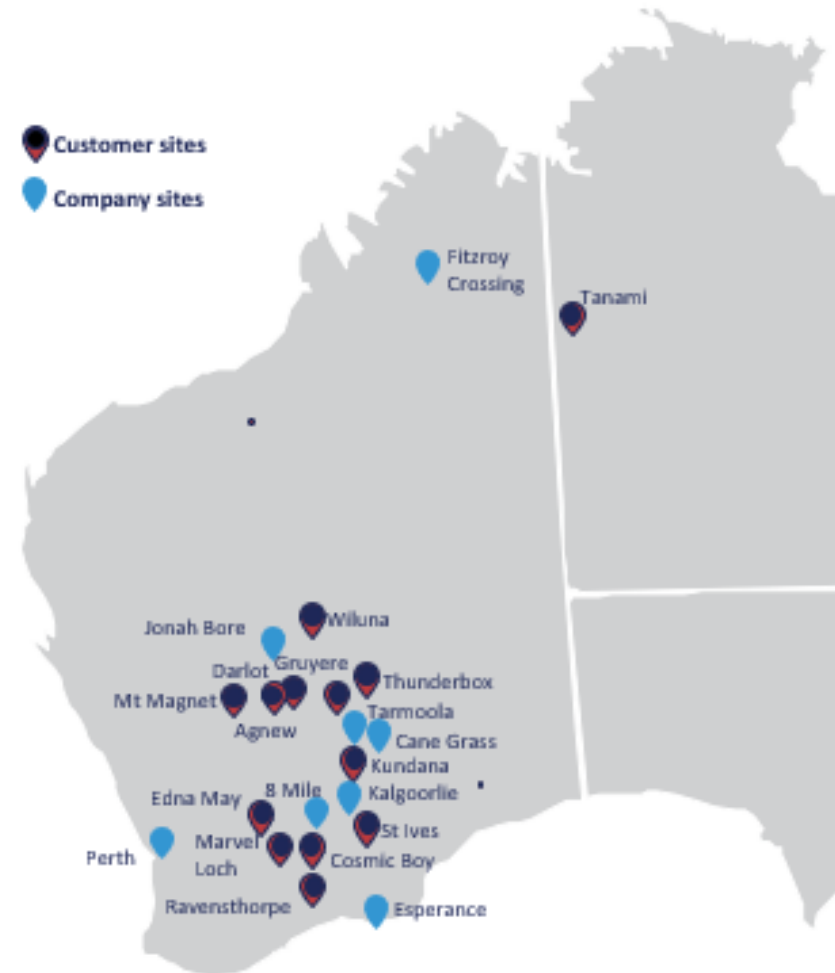 Customer sites
Company sites
Fitzroy
Crossing
Tanami
Wiluna
Jonah Bore
Gruyere
Darlot
Thunderbox
Mt Magnet
Tarmoola
Agnew
Cane Grass
Kundana
8 Mile
Kalgoorlie
Edna May
St Ives
Marvel
Loch
Perth
Cosmic Boy
Ravensthorpe
Esperance